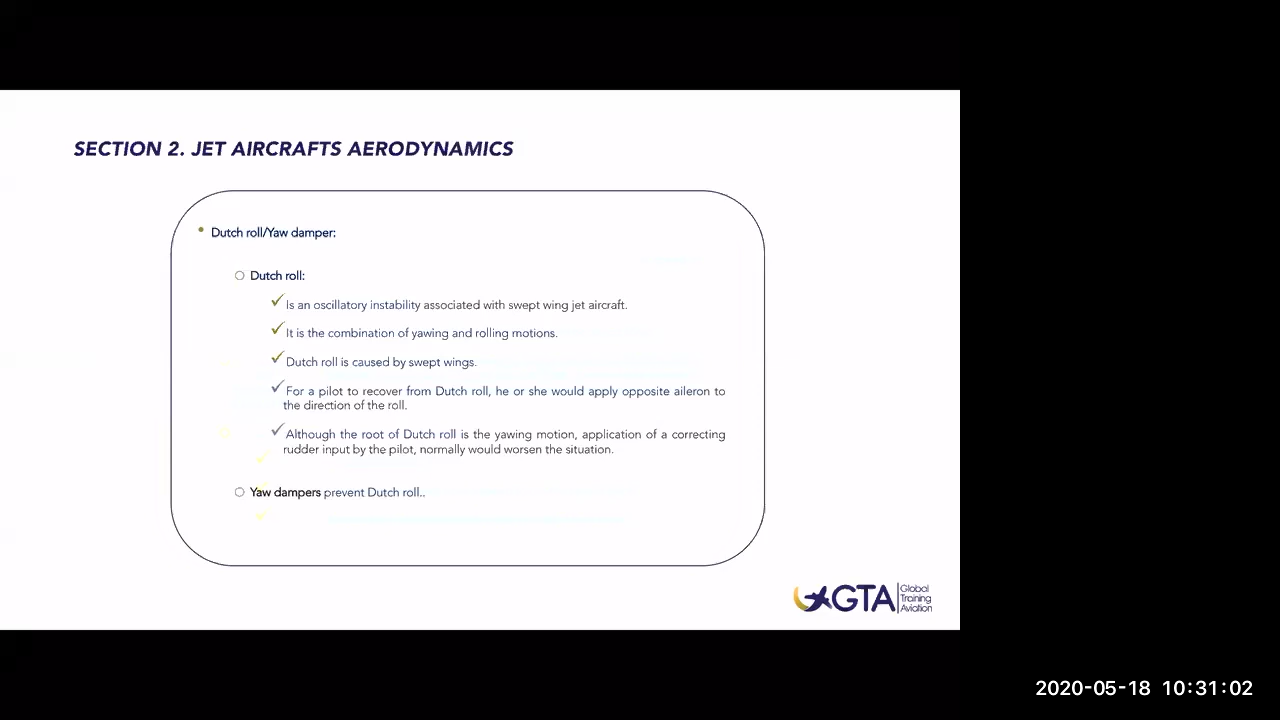 SECTION 2. JET AIRCRAFTS AERODYNAMICS
Dutch roll/Yaw damper:
Dutch roll:
Is an oscillatory instability associated with swept wing jet aircraft.
It is the combination of yawing and rolling motions.
Dutch roll is caused by swept wings.
For a pilot to recover from Dutch roll, he or she would apply opposite aileron to
the direction of the roll.
Although the root of Dutch roll is the yawing motion, application of a correcting
rudder input by the pilot, normally would worsen the situation.
Yaw dampers prevent Dutch roll..
GTA
Global
Training
Aviation
2020-05-18 10:31:02